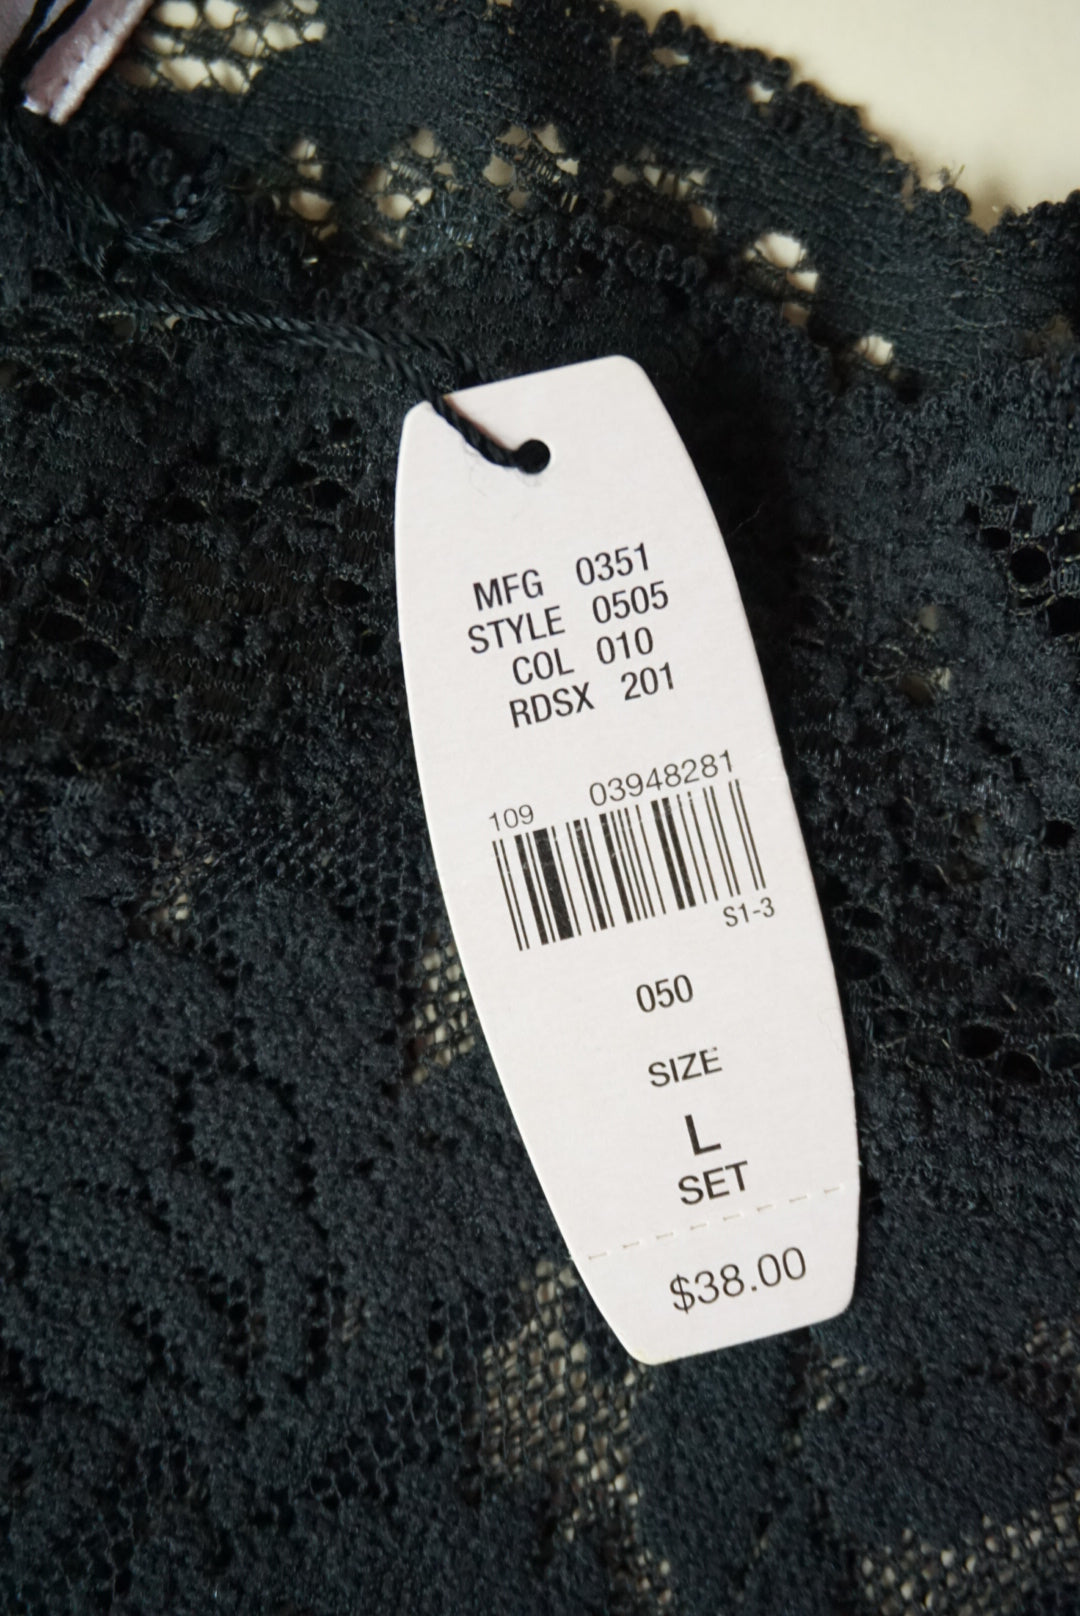 MFG 0351
STYLE 0505
COL 010
RDSX 201
109 03948281
S1-3
050
SIZE
L
SET
$38.00